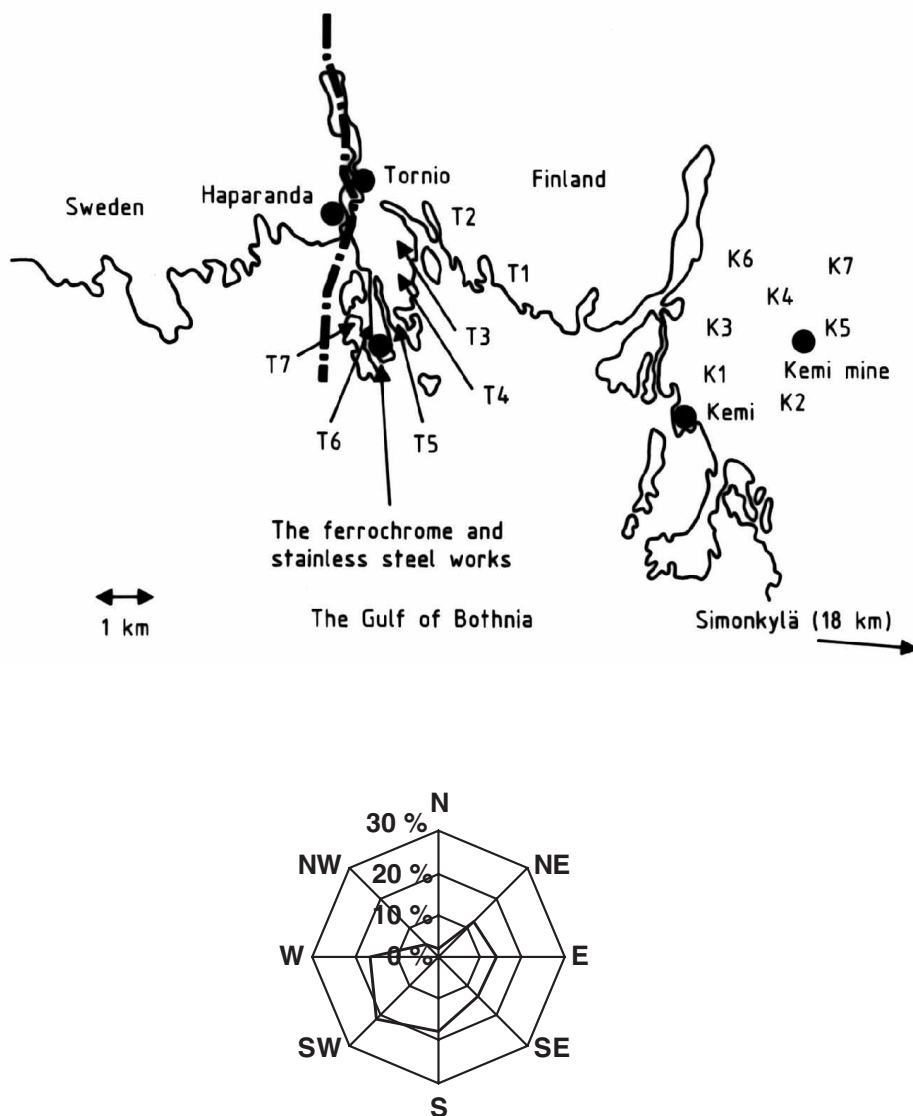 Tornio
Finland
Haparanda
Sweden
T2
T1
K6
K7
K4
K3
K5
T3
T7
Kemi mine
K1
T4
K2
Kemi
T6
T5
The ferrochrome and
stainless steel works
1 km
The Gulf of Bothnia
Simonkylä (18 km)
N
30 %
NW
NE
20 %
10 %
W
0 %
E
SW
SE
S